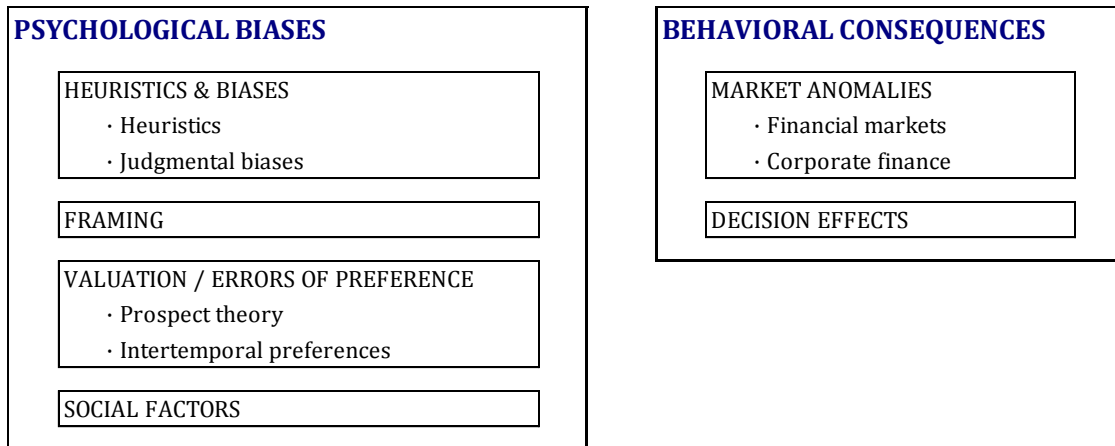 PSYCHOLOGICAL BIASES
HEURISTICS & BIASES
· Heuristics
· Judgmental biases
FRAMING
VALUATION / ERRORS OF PREFERENCE
· Prospect theory
· Intertemporal preferences
SOCIAL FACTORS
BEHAVIORAL CONSEQUENCES
MARKET ANOMALIES
· Financial markets
· Corporate finance
DECISION EFFECTS